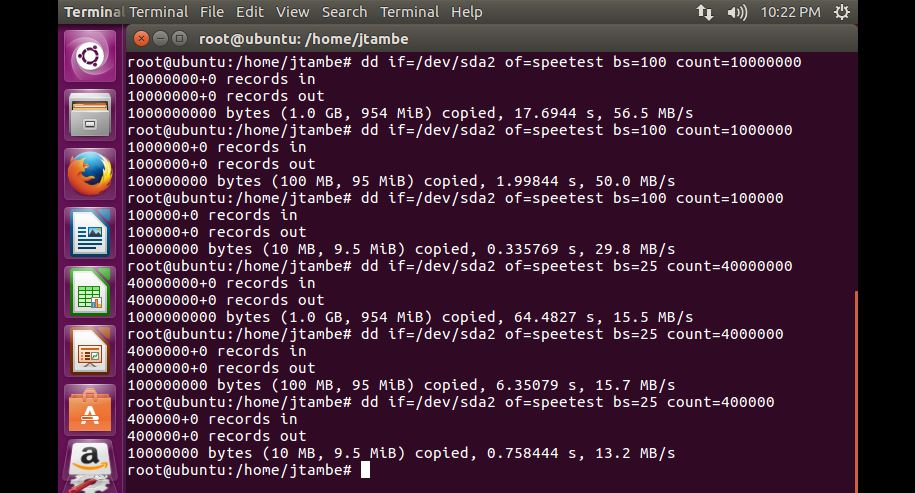 Terminal Terminal File Edit View Search Terminal Help 10:22 PM
root@ubuntu: /home/jtambe
root@ubuntu:/home/jtambe# dd if=/dev/sda2 of=speetest bs=100 count=10000000
10000000+0 records in
10000000+0 records out
1000000000 bytes (1.0 GB, 954 MiB) copied, 17.6944 s, 56.5 MB/s
root@ubuntu:/home/jtambe# dd if=/dev/sda2 of=speetest bs=100 count=1000000
1000000+0 records in
1000000+0 records out
100000000 bytes (100 MB, 95 MiB) copied, 1.99844 s, 50.0 MB/s
root@ubuntu:/home/jtambe# dd if=/dev/sda2 of=speetest bs=100 count=100000
100000+0 records in
100000+0 records out
10000000 bytes (10 MB, 9.5 MiB) copied, 0.335769 s, 29.8 MB/s
root@ubuntu:/home/jtambe# dd if=/dev/sda2 of=speetest bs=25 count=40000000
40000000+0 records in
40000000+0 records out
1000000000 bytes (1.0 GB, 954 MiB) copied, 64.4827 s, 15.5 MB/s
root@ubuntu:/home/jtambe# dd if=/dev/sda2 of=speetest bs=25 count=4000000
4000000+0 records in
4000000+0 records out
100000000 bytes (100 MB, 95 MiB) copied, 6.35079 s, 15.7 MB/s
root@ubuntu:/home/jtambe# dd if=/dev/sda2 of=speetest bs=25 count=400000
400000+0 records in
400000+0 records out
10000000 bytes (10 MB, 9.5 MiB) copied, 0.758444 s, 13.2 MB/s
root@ubuntu:/home/jtambe#